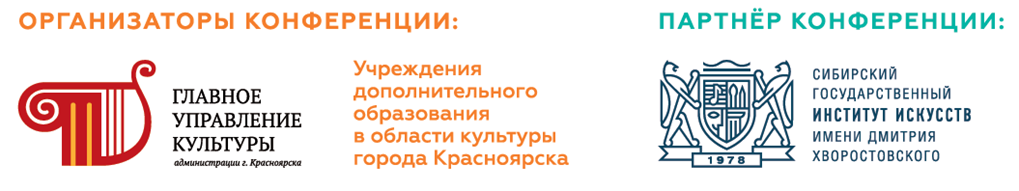 ОРГАНИЗАТОРЫ КОНФЕРЕНЦИИ:
ГЛАВНОЕ
УПРАВЛЕНИЕ
КУЛЬТУРЫ
администрации г. Красноярска
Учреждения
дополнительного
образования
в области культуры
города Красноярска
ПАРТНЁР КОНФЕРЕНЦИИ:
1978
СИБИРСКИЙ
ГОСУДАРСТВЕННЫЙ
ИНСТИТУТ ИСКУССТВ
ИМЕНИ ДМИТРИЯ
ХВОРОСТОВСКОГО